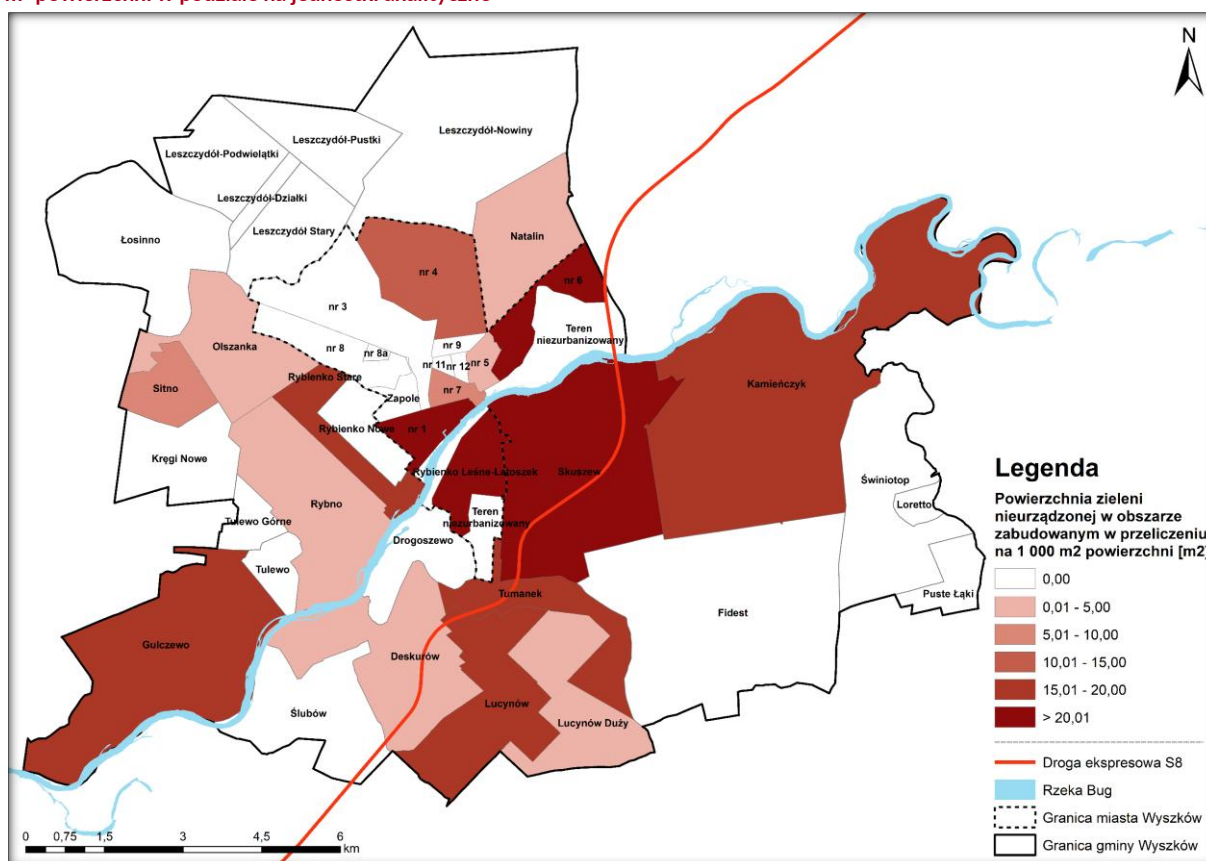 m² powierzchni w podziale na jednostki analityczne
N
Leszczydół-Nowiny
Leszczydół-Pustki
Leszczydół-Podwielątki
Leszczydół-Działki
Leszczydół Stary
Łosinno
Natalin
nr 4
nr 6
nr 3
Teren
niezurbanizowany
Olszanka
nr 8
nr 8a
nr 9
nr 11
nr 12
nr 5
Sitno
Rybienko Stare
Zapole
nr 7
Kamieńczyk
Rybienko Nowe
nr 1
Kręgi Nowe
Rybienko Leśne-Latoszek
Skuszew
Świniotop
Loretto
Rybno
Tulewo Górne
Teren
niezurbanizowany
Drogoszewo
Tulewo
Tumanek
Fidest
Puste Łąki
Gulczewo
Deskurów
Ślubów
Lucynów
Lucynów Duży
Legenda
Powierzchnia zieleni
nieurządzonej w obszarze
zabudowanym w przeliczeniu
na 1 000 m2 powierzchni [m2]
0,00
0,01 - 5,00
5,01 - 10,00
10,01 - 15,00
15,01 - 20,00
> 20,01
Droga ekspresowa S8
Rzeka Bug
Granica miasta Wyszków
Granica gminy Wyszków
0 0,75 1,5 3 4,5 6
km